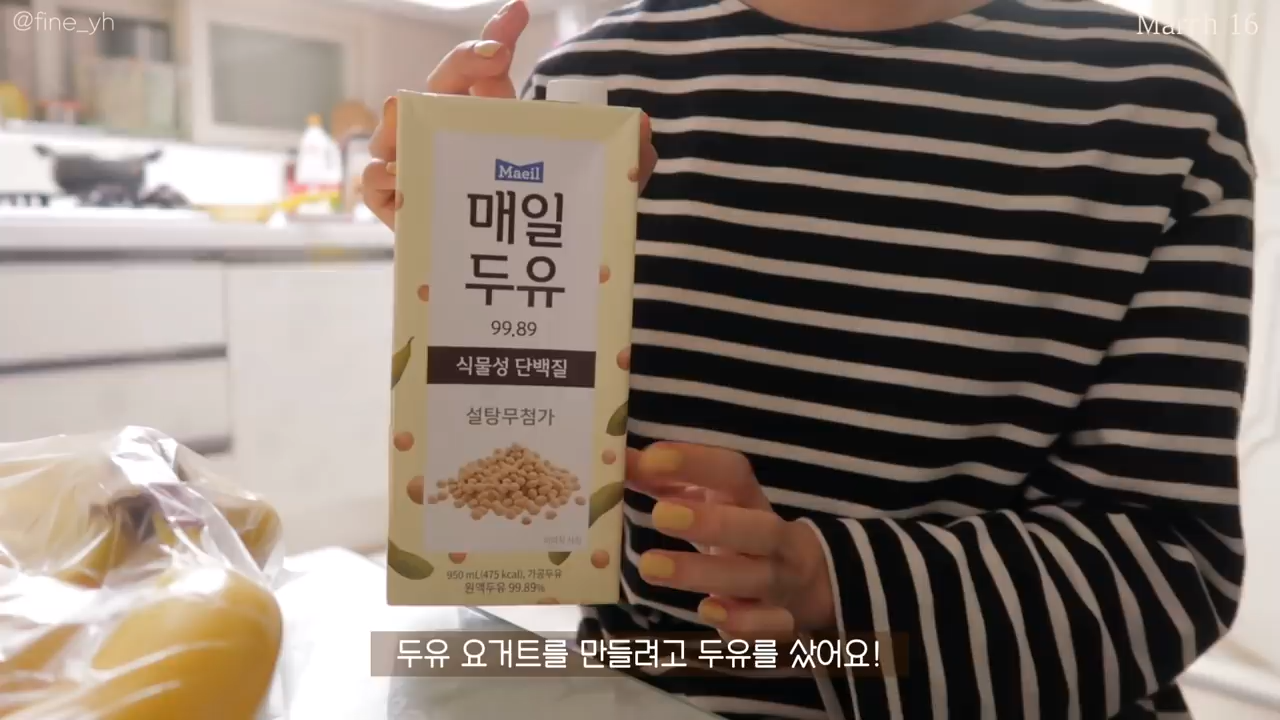 @fine_yh
March 16
Maeil
매일
두유
99.89
식물성 단백질
설탕무첨가
950 mL(475 kcal), 가공두유
원액두유 99.89%
두유 요거트를 만들려고 두유를 샀어요!